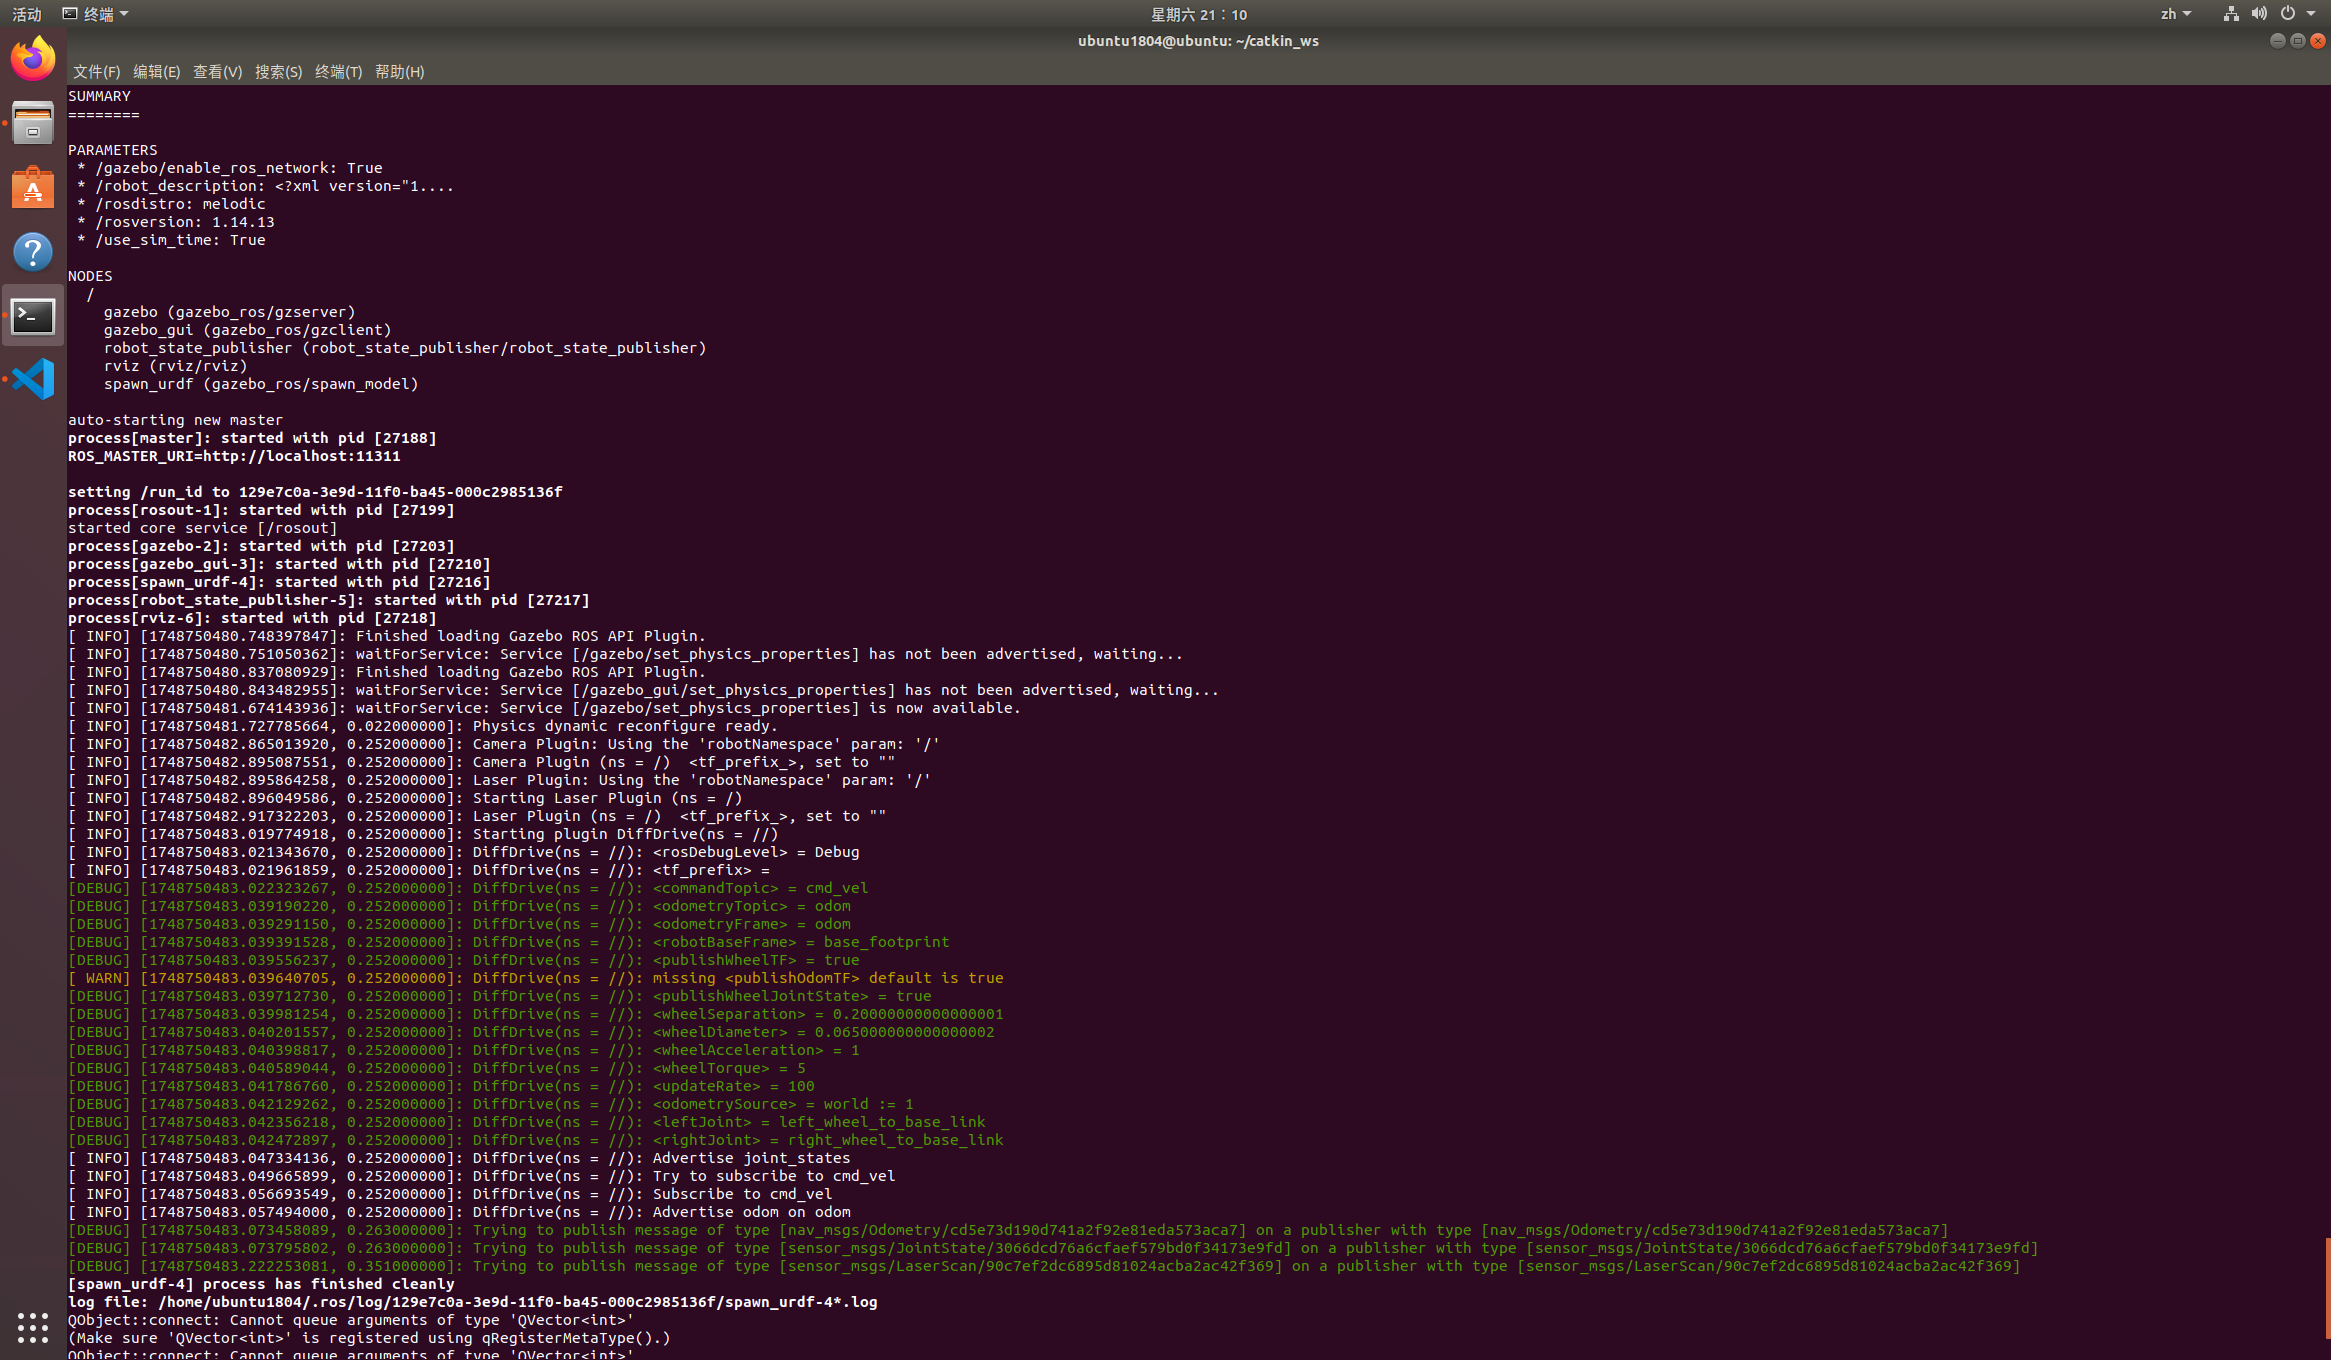 活动 终端 星期六 21：10 zh
ubuntu1804@ubuntu: ~/catkin_ws
文件(F) 编辑(E) 查看(V) 搜索(S) 终端(T) 帮助(H)
SUMMARY
========
PARAMETERS
* /gazebo/enable_ros_network: True
* /robot_description: <?xml version="1....
* /rosdistro: melodic
* /rosversion: 1.14.13
* /use_sim_time: True
NODES
/
gazebo (gazebo_ros/gzserver)
gazebo_gui (gazebo_ros/gzclient)
robot_state_publisher (robot_state_publisher/robot_state_publisher)
rviz (rviz/rviz)
spawn_urdf (gazebo_ros/spawn_model)
auto-starting new master
process[master]: started with pid [27188]
ROS_MASTER_URI=http://localhost:11311
setting /run_id to 129e7c0a-3e9d-11f0-ba45-000c2985136f
process[rosout-1]: started with pid [27199]
started core service [/rosout]
process[gazebo-2]: started with pid [27203]
process[gazebo_gui-3]: started with pid [27210]
process[spawn_urdf-4]: started with pid [27216]
process[robot_state_publisher-5]: started with pid [27217]
process[rviz-6]: started with pid [27218]
[ INFO] [1748750480.748397847]: Finished loading Gazebo ROS API Plugin.
[ INFO] [1748750480.751050362]: waitForService: Service [/gazebo/set_physics_properties] has not been advertised, waiting...
[ INFO] [1748750480.837080929]: Finished loading Gazebo ROS API Plugin.
[ INFO] [1748750480.843482955]: waitForService: Service [/gazebo_gui/set_physics_properties] has not been advertised, waiting...
[ INFO] [1748750481.674143936]: waitForService: Service [/gazebo/set_physics_properties] is now available.
[ INFO] [1748750481.727785664, 0.022000000]: Physics dynamic reconfigure ready.
[ INFO] [1748750482.865013920, 0.252000000]: Camera Plugin: Using the 'robotNamespace' param: '/'
[ INFO] [1748750482.895087551, 0.252000000]: Camera Plugin (ns = /)  <tf_prefix_>, set to ""
[ INFO] [1748750482.895864258, 0.252000000]: Laser Plugin: Using the 'robotNamespace' param: '/'
[ INFO] [1748750482.896049586, 0.252000000]: Starting Laser Plugin (ns = /)
[ INFO] [1748750482.917322203, 0.252000000]: Laser Plugin (ns = /)  <tf_prefix_>, set to ""
[ INFO] [1748750483.019774918, 0.252000000]: Starting plugin DiffDrive(ns = //)
[ INFO] [1748750483.021343670, 0.252000000]: DiffDrive(ns = //): <rosDebugLevel> = Debug
[ INFO] [1748750483.021961859, 0.252000000]: DiffDrive(ns = //): <tf_prefix> =
[DEBUG] [1748750483.022323267, 0.252000000]: DiffDrive(ns = //): <commandTopic> = cmd_vel
[DEBUG] [1748750483.039190220, 0.252000000]: DiffDrive(ns = //): <odometryTopic> = odom
[DEBUG] [1748750483.039291150, 0.252000000]: DiffDrive(ns = //): <odometryFrame> = odom
[DEBUG] [1748750483.039391528, 0.252000000]: DiffDrive(ns = //): <robotBaseFrame> = base_footprint
[DEBUG] [1748750483.039556237, 0.252000000]: DiffDrive(ns = //): <publishWheelTF> = true
[ WARN] [1748750483.039640705, 0.252000000]: DiffDrive(ns = //): missing <publishOdomTF> default is true
[DEBUG] [1748750483.039712730, 0.252000000]: DiffDrive(ns = //): <publishWheelJointState> = true
[DEBUG] [1748750483.039981254, 0.252000000]: DiffDrive(ns = //): <wheelSeparation> = 0.20000000000000001
[DEBUG] [1748750483.040201557, 0.252000000]: DiffDrive(ns = //): <wheelDiameter> = 0.065000000000000002
[DEBUG] [1748750483.040398817, 0.252000000]: DiffDrive(ns = //): <wheelAcceleration> = 1
[DEBUG] [1748750483.040589044, 0.252000000]: DiffDrive(ns = //): <wheelTorque> = 5
[DEBUG] [1748750483.041786760, 0.252000000]: DiffDrive(ns = //): <updateRate> = 100
[DEBUG] [1748750483.042129262, 0.252000000]: DiffDrive(ns = //): <odometrySource> = world := 1
[DEBUG] [1748750483.042356218, 0.252000000]: DiffDrive(ns = //): <leftJoint> = left_wheel_to_base_link
[DEBUG] [1748750483.042472897, 0.252000000]: DiffDrive(ns = //): <rightJoint> = right_wheel_to_base_link
[ INFO] [1748750483.047334136, 0.252000000]: DiffDrive(ns = //): Advertise joint_states
[ INFO] [1748750483.049665899, 0.252000000]: DiffDrive(ns = //): Try to subscribe to cmd_vel
[ INFO] [1748750483.056693549, 0.252000000]: DiffDrive(ns = //): Subscribe to cmd_vel
[ INFO] [1748750483.057494000, 0.252000000]: DiffDrive(ns = //): Advertise odom on odom
[DEBUG] [1748750483.073458089, 0.263000000]: Trying to publish message of type [nav_msgs/Odometry/cd5e73d190d741a2f92e81eda573aca7] on a publisher with type [nav_msgs/Odometry/cd5e73d190d741a2f92e81eda573aca7]
[DEBUG] [1748750483.073795802, 0.263000000]: Trying to publish message of type [sensor_msgs/JointState/3066dcd76a6cfaef579bd0f34173e9fd] on a publisher with type [sensor_msgs/JointState/3066dcd76a6cfaef579bd0f34173e9fd]
[DEBUG] [1748750483.222253081, 0.351000000]: Trying to publish message of type [sensor_msgs/LaserScan/90c7ef2dc6895d81024acba2ac42f369] on a publisher with type [sensor_msgs/LaserScan/90c7ef2dc6895d81024acba2ac42f369]
[spawn_urdf-4] process has finished cleanly
log file: /home/ubuntu1804/.ros/log/129e7c0a-3e9d-11f0-ba45-000c2985136f/spawn_urdf-4*.log
QObject::connect: Cannot queue arguments of type 'QVector<int>'
(Make sure 'QVector<int>' is registered using qRegisterMetaType().)
QObject::connect: Cannot queue arguments of type 'QVector<int>'